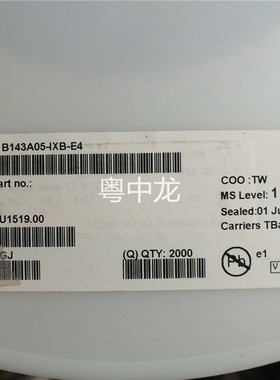 B143A05-IXB-E4
art no.:
COO :TW
MS Level: 1
U1519.00
Sealed:01 Ju
Carriers TBa
GJ
(Q) QTY: 2000
Pb
e1
V
粤中龙